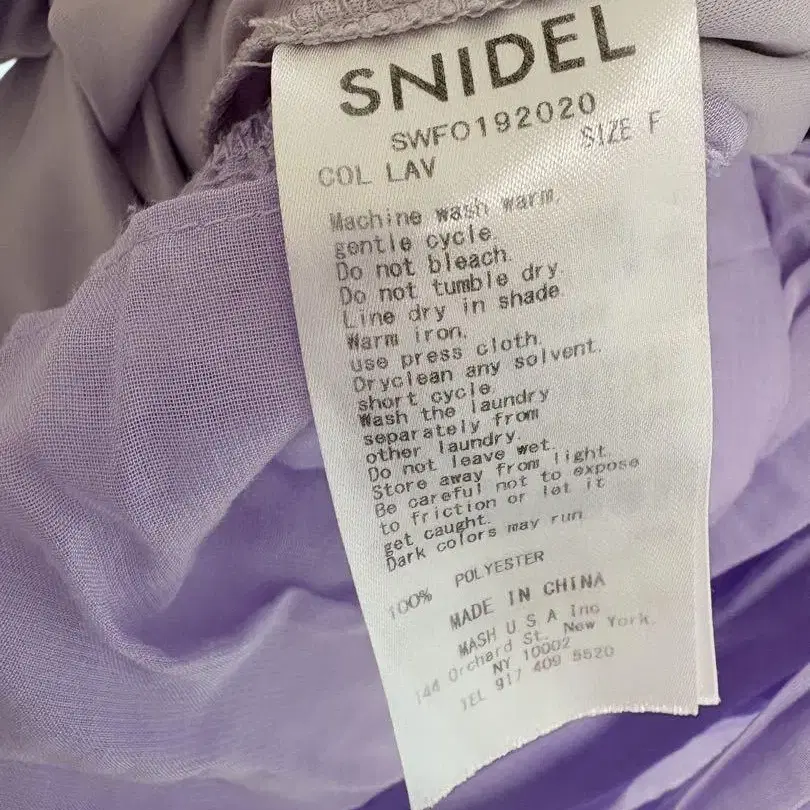 SNIDEL
SWFO192020
SIZE F
COL LAV
Machine wash warm,
gentle cycle.
Do not bleach.
Do not tumble dry.
Line dry in shade.
Warm iron,
use press cloth.
Dryclean any solvent.
short cycle.
Wash the laundry
separately from
other laundry.
Do not leave wet.
Store away from light.
Be careful not to expose
to friction or let it
get caught.
Dark colors may run
100% POLYESTER
MADE IN CHINA
MASH U S A Inc
144 Orchard St. New York.
NY 10002
TEL 917 409 5520